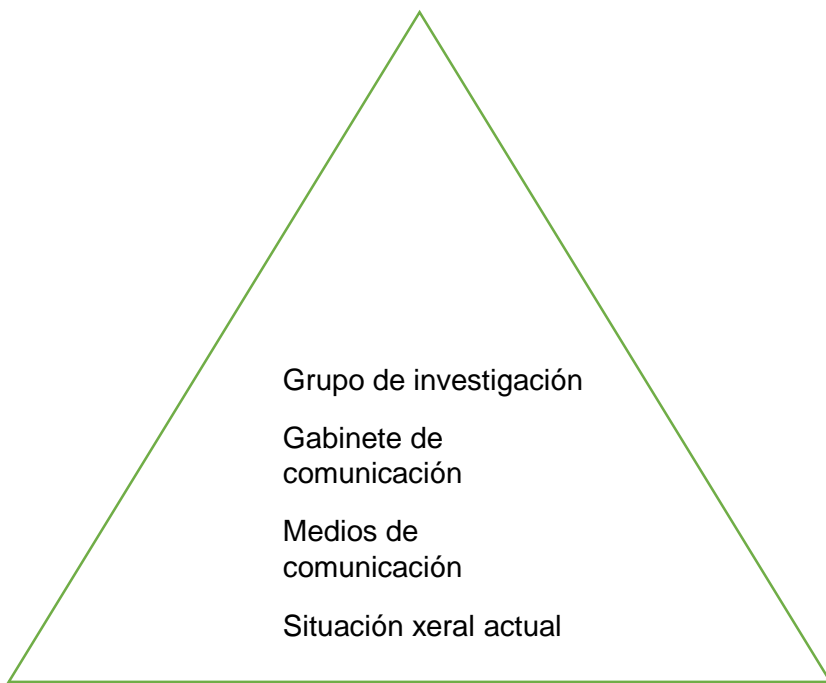 Grupo de investigación
Gabinete de
comunicación
Medios de
comunicación
Situación xeral actual